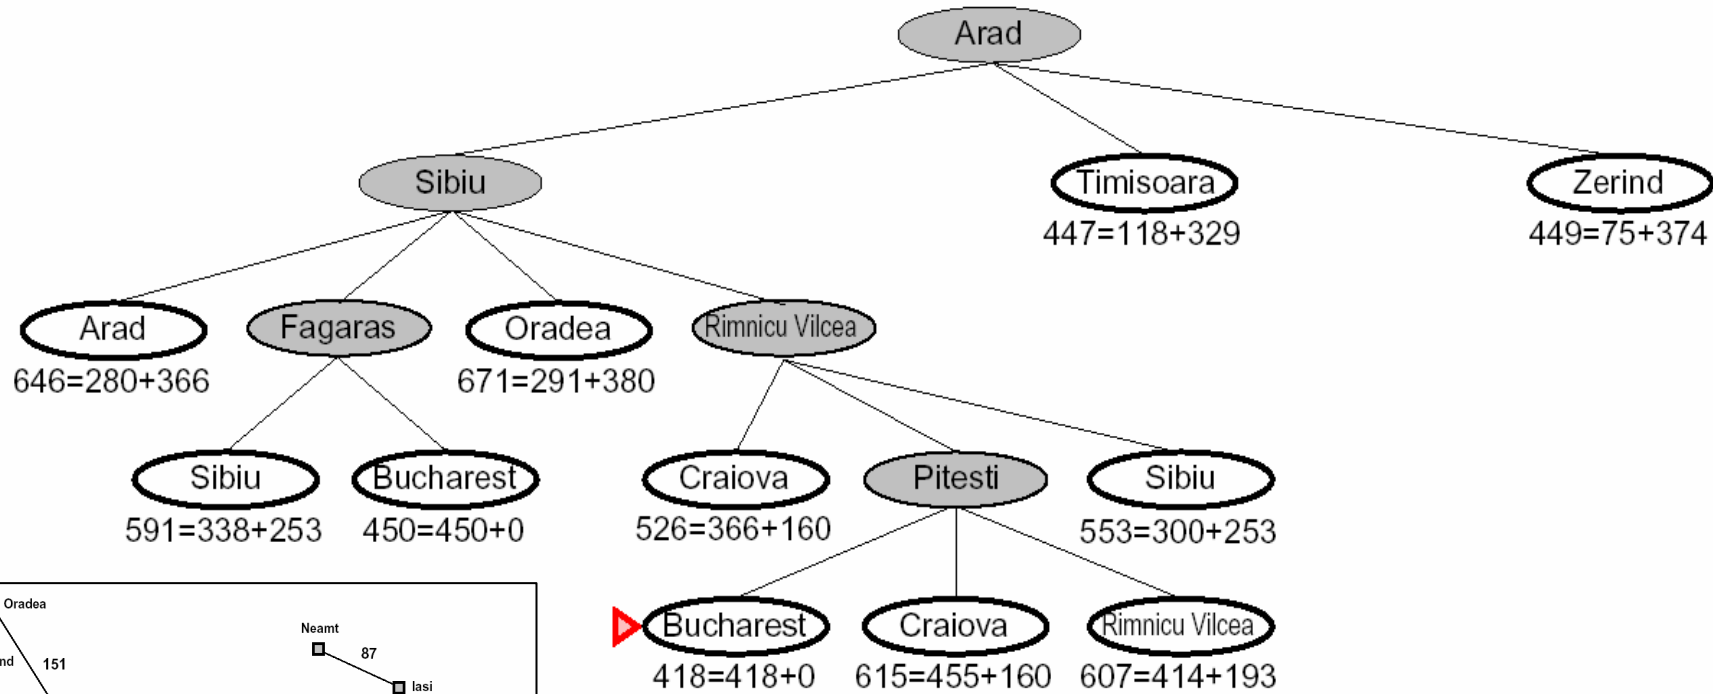 Arad
Sibiu
Timisoara
Zerind
447=118+329
449=75+374
Arad
Fagaras
Oradea
Rimnicu Vilcea
646=280+366
671=291+380
Sibiu
Bucharest
Craiova
Pitesti
Sibiu
591=338+253
450=450+0
526=366+160
553=300+253
Bucharest
Craiova
Rimnicu Vilcea
418=418+0
615=455+160
607=414+193
Oradea
Neamt
87
nd
151
Iasi